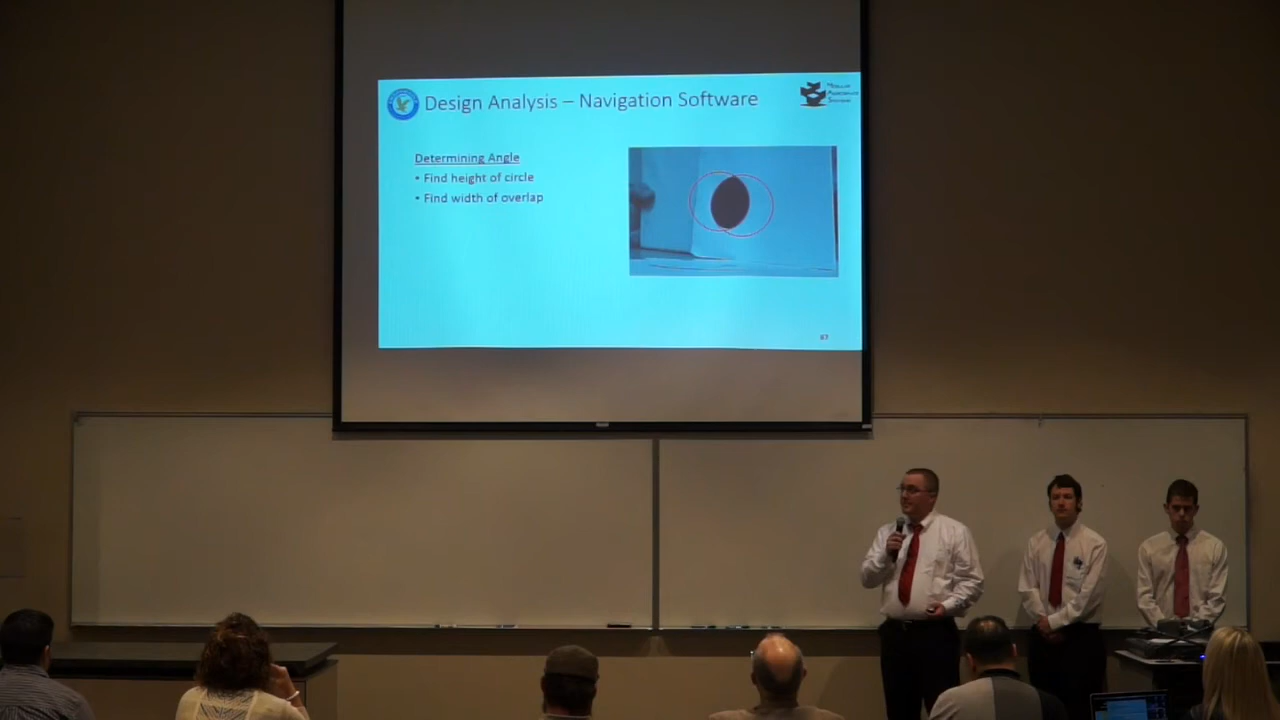 Design Analysis – Navigation Software
Determining Angle
• Find height of circle
• Find width of overlap